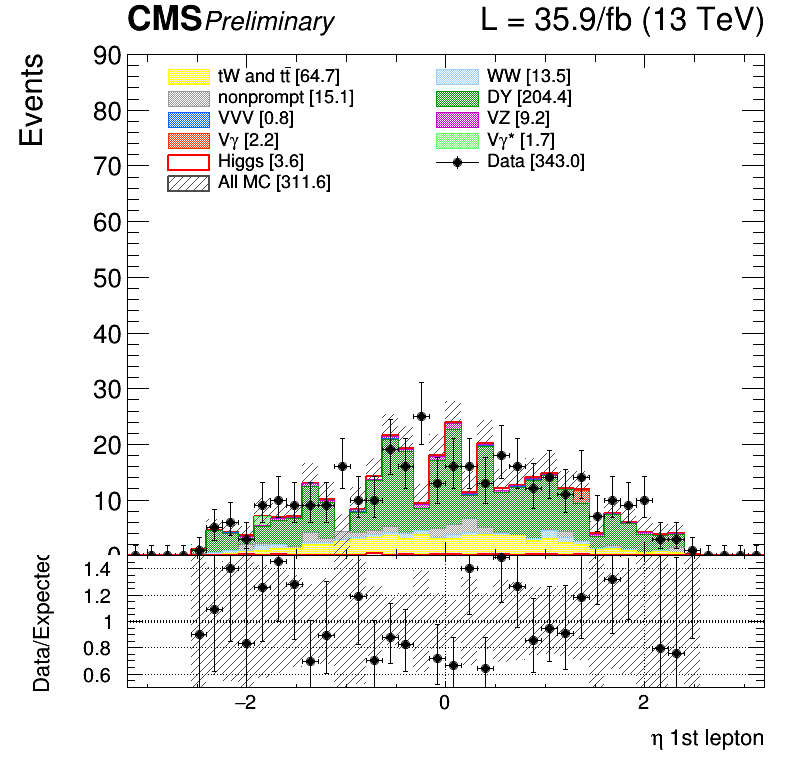 CMS Preliminary L = 35.9/fb (13 TeV)
Events
90
80
70
60
50
40
30
20
10
0
tW and tt̄ [64.7] WW [13.5]
nonprompt [15.1] DY [204.4]
VVV [0.8] VZ [9.2]
Vγ [2.2] Vγ* [1.7]
Higgs [3.6] Data [343.0]
All MC [311.6]
Data/Expected
1.4
1.2
1
0.8
0.6
−2 0 2
η 1st lepton